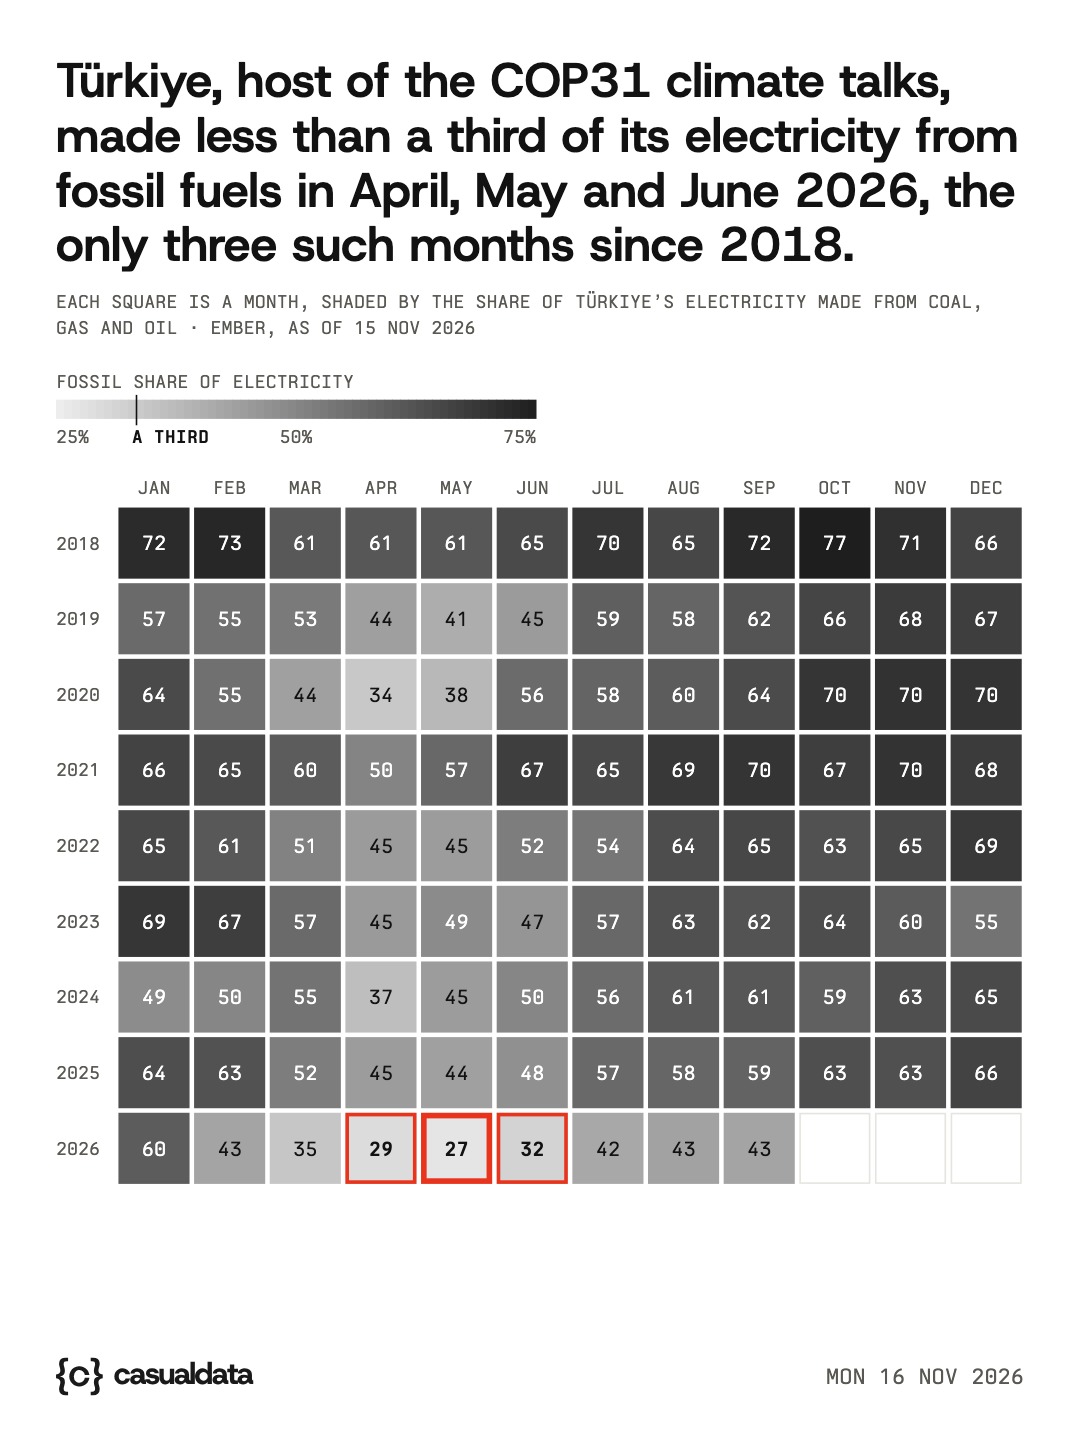 Türkiye, host of the COP31 climate talks,
made less than a third of its electricity from
fossil fuels in April, May and June 2026, the
only three such months since 2018.
EACH SQUARE IS A MONTH, SHADED BY THE SHARE OF TÜRKIYE’S ELECTRICITY MADE FROM COAL,
GAS AND OIL · EMBER, AS OF 15 NOV 2026
FOSSIL SHARE OF ELECTRICITY
25% A THIRD 50% 75%
JAN FEB MAR APR MAY JUN JUL AUG SEP OCT NOV DEC
2018 72 73 61 61 61 65 70 65 72 77 71 66
2019 57 55 53 44 41 45 59 58 62 66 68 67
2020 64 55 44 34 38 56 58 60 64 70 70 70
2021 66 65 60 50 57 67 65 69 70 67 70 68
2022 65 61 51 45 45 52 54 64 65 63 65 69
2023 69 67 57 45 49 47 57 63 62 64 60 55
2024 49 50 55 37 45 50 56 61 61 59 63 65
2025 64 63 52 45 44 48 57 58 59 63 63 66
2026 60 43 35 29 27 32 42 43 43
{c} casualdata MON 16 NOV 2026